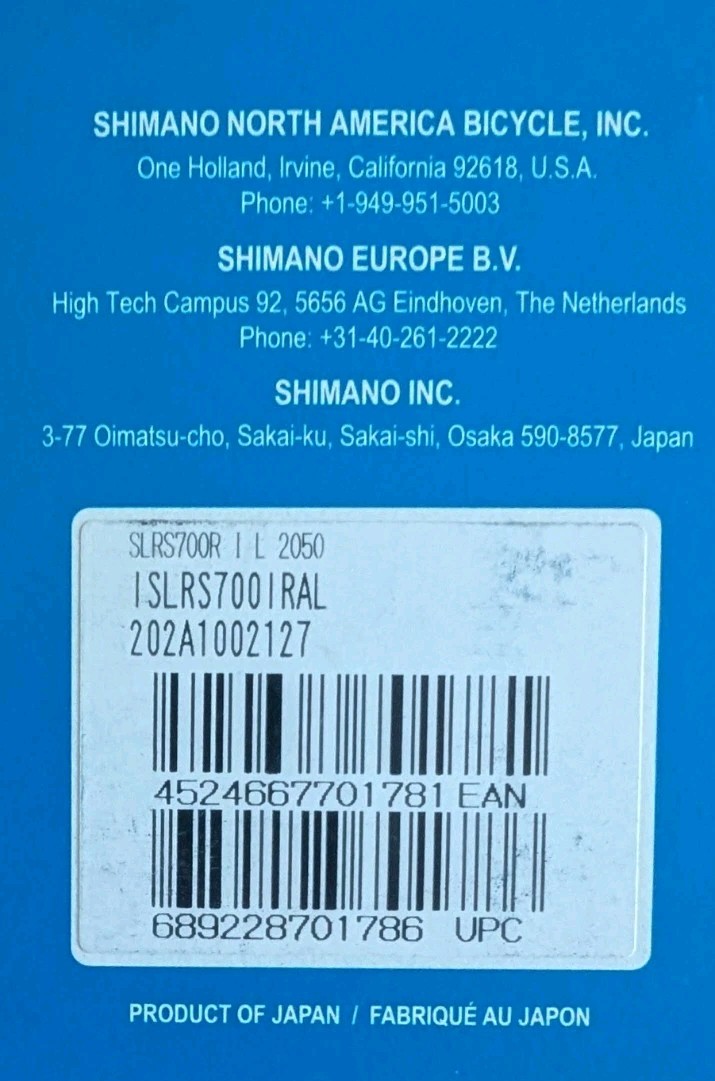 SHIMANO NORTH AMERICA BICYCLE, INC.
One Holland, Irvine, California 92618, U.S.A.
Phone: +1-949-951-5003
SHIMANO EUROPE B.V.
High Tech Campus 92, 5656 AG Eindhoven, The Netherlands
Phone: +31-40-261-2222
SHIMANO INC.
3-77 Oimatsu-cho, Sakai-ku, Sakai-shi, Osaka 590-8577, Japan
SLRS700R I L 2050
ISLRS700IRAL
202A1002127
4524667701781 EAN
689228701786 UPC
PRODUCT OF JAPAN / FABRIQUÉ AU JAPON